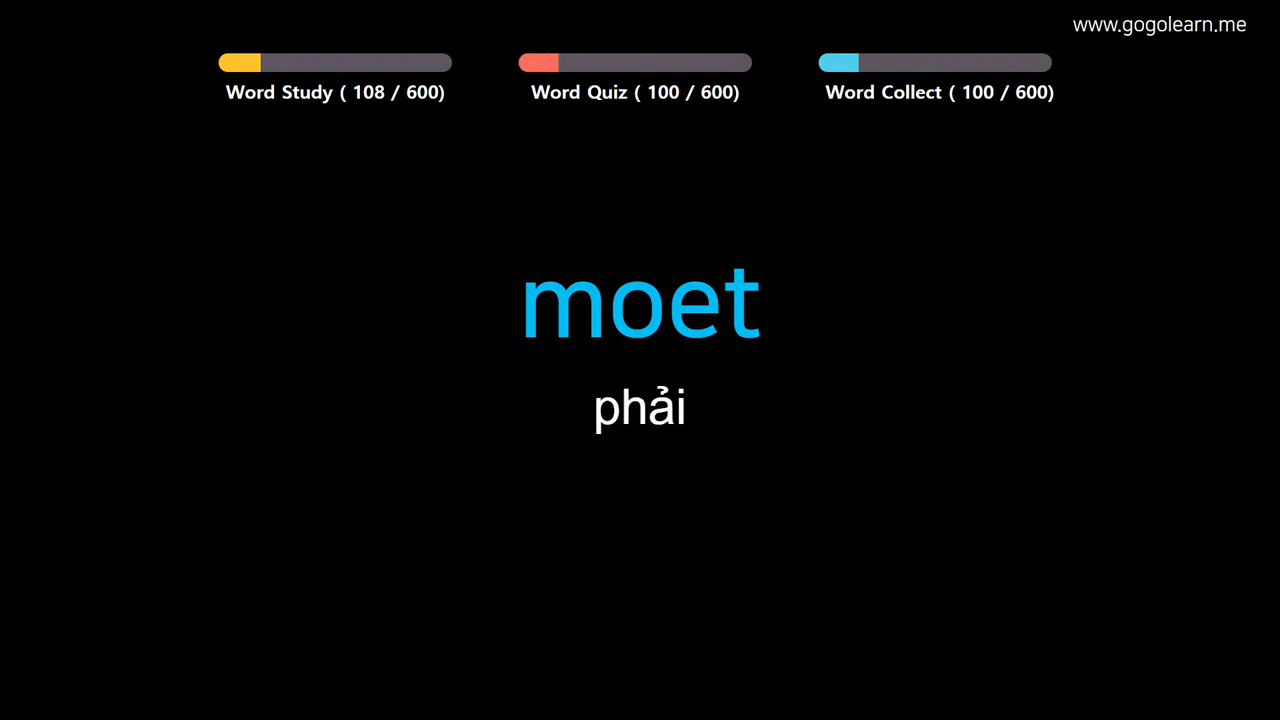 www.gogolearn.me
Word Study ( 108 / 600)
Word Quiz ( 100 / 600)
Word Collect ( 100 / 600)
moet
phải